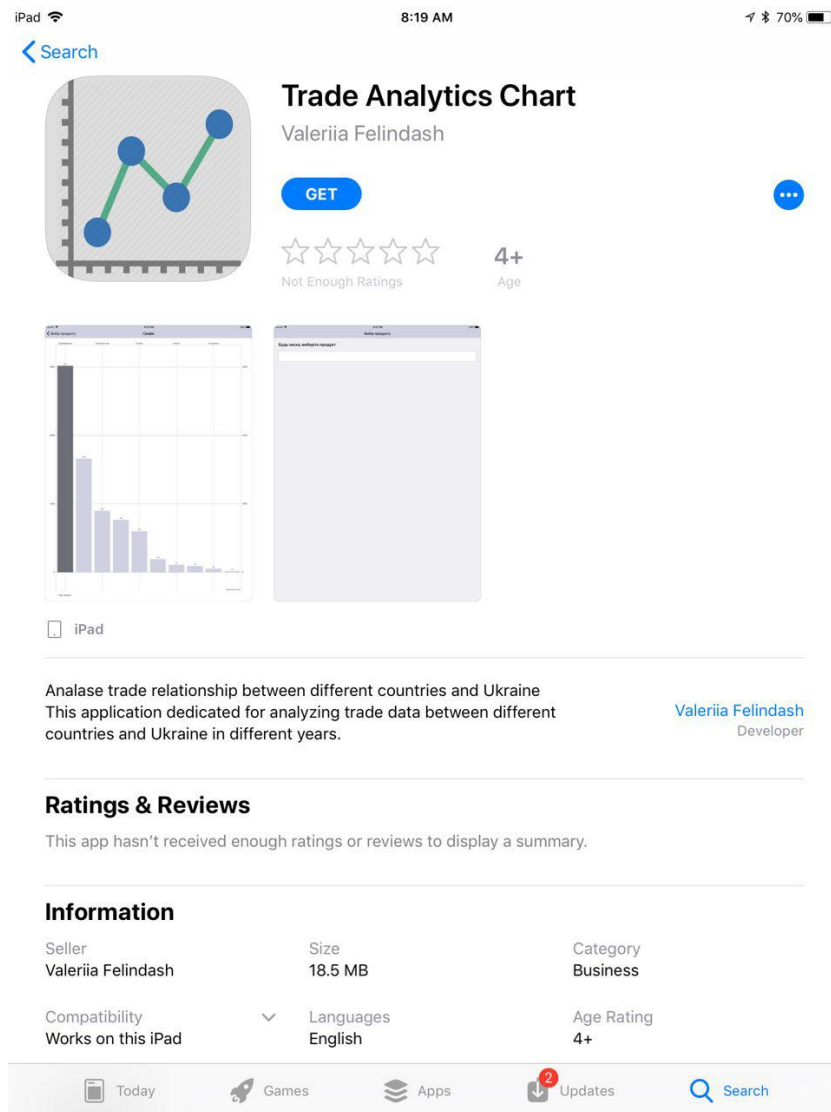 iPad
8:19 AM
70%
Search
Trade Analytics Chart
Valeriia Felindash
GET
Not Enough Ratings
4+
Age
Будь ласка, виберіть продукт
iPad
Analase trade relationship between different countries and Ukraine
This application dedicated for analyzing trade data between different
countries and Ukraine in different years.
Valeriia Felindash
Developer
Ratings & Reviews
This app hasn’t received enough ratings or reviews to display a summary.
Information
Seller
Valeriia Felindash
Size
18.5 MB
Category
Business
Compatibility
Works on this iPad
Languages
English
Age Rating
4+
Today
Games
Apps
2
Updates
Search